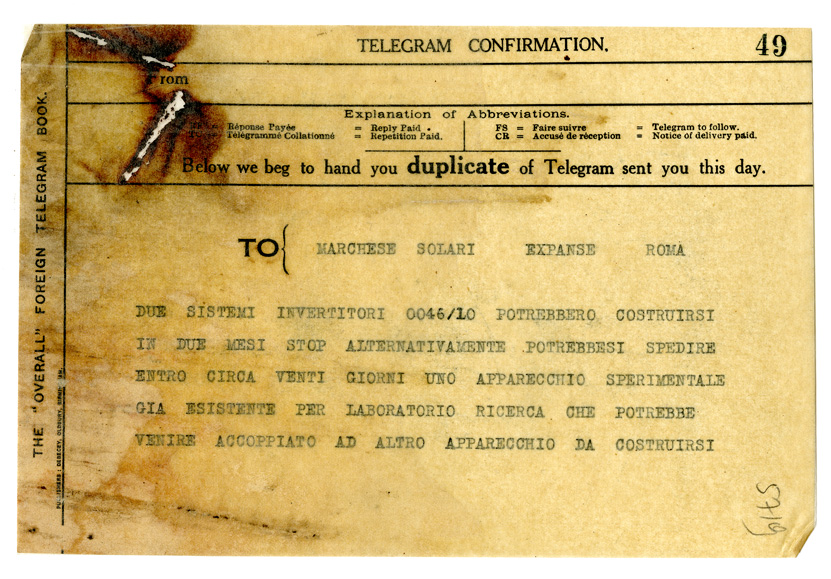 TELEGRAM CONFIRMATION. 49
rom
Explanation of Abbreviations.
Réponse Payée = Reply Paid. FS = Faire suivre = Telegram to follow.
Télégramme Collationné = Repetition Paid. CR = Accusé de réception = Notice of delivery paid.
Below we beg to hand you duplicate of Telegram sent you this day.
TO { MARCHESE SOLARI EXPANSE ROMA
DUE SISTEMI INVERTITORI 0046/10 POTREBBERO COSTRUIRSI
IN DUE MESI STOP ALTERNATIVAMENTE POTREBBESI SPEDIRE
ENTRO CIRCA VENTI GIORNI UNO APPARECCHIO SPERIMENTALE
GIA ESISTENTE PER LABORATORIO RICERCA CHE POTREBBE
VENIRE ACCOPPIATO AD ALTRO APPARECCHIO DA COSTRUIRSI
THE "OVERALL" FOREIGN TELEGRAM BOOK.